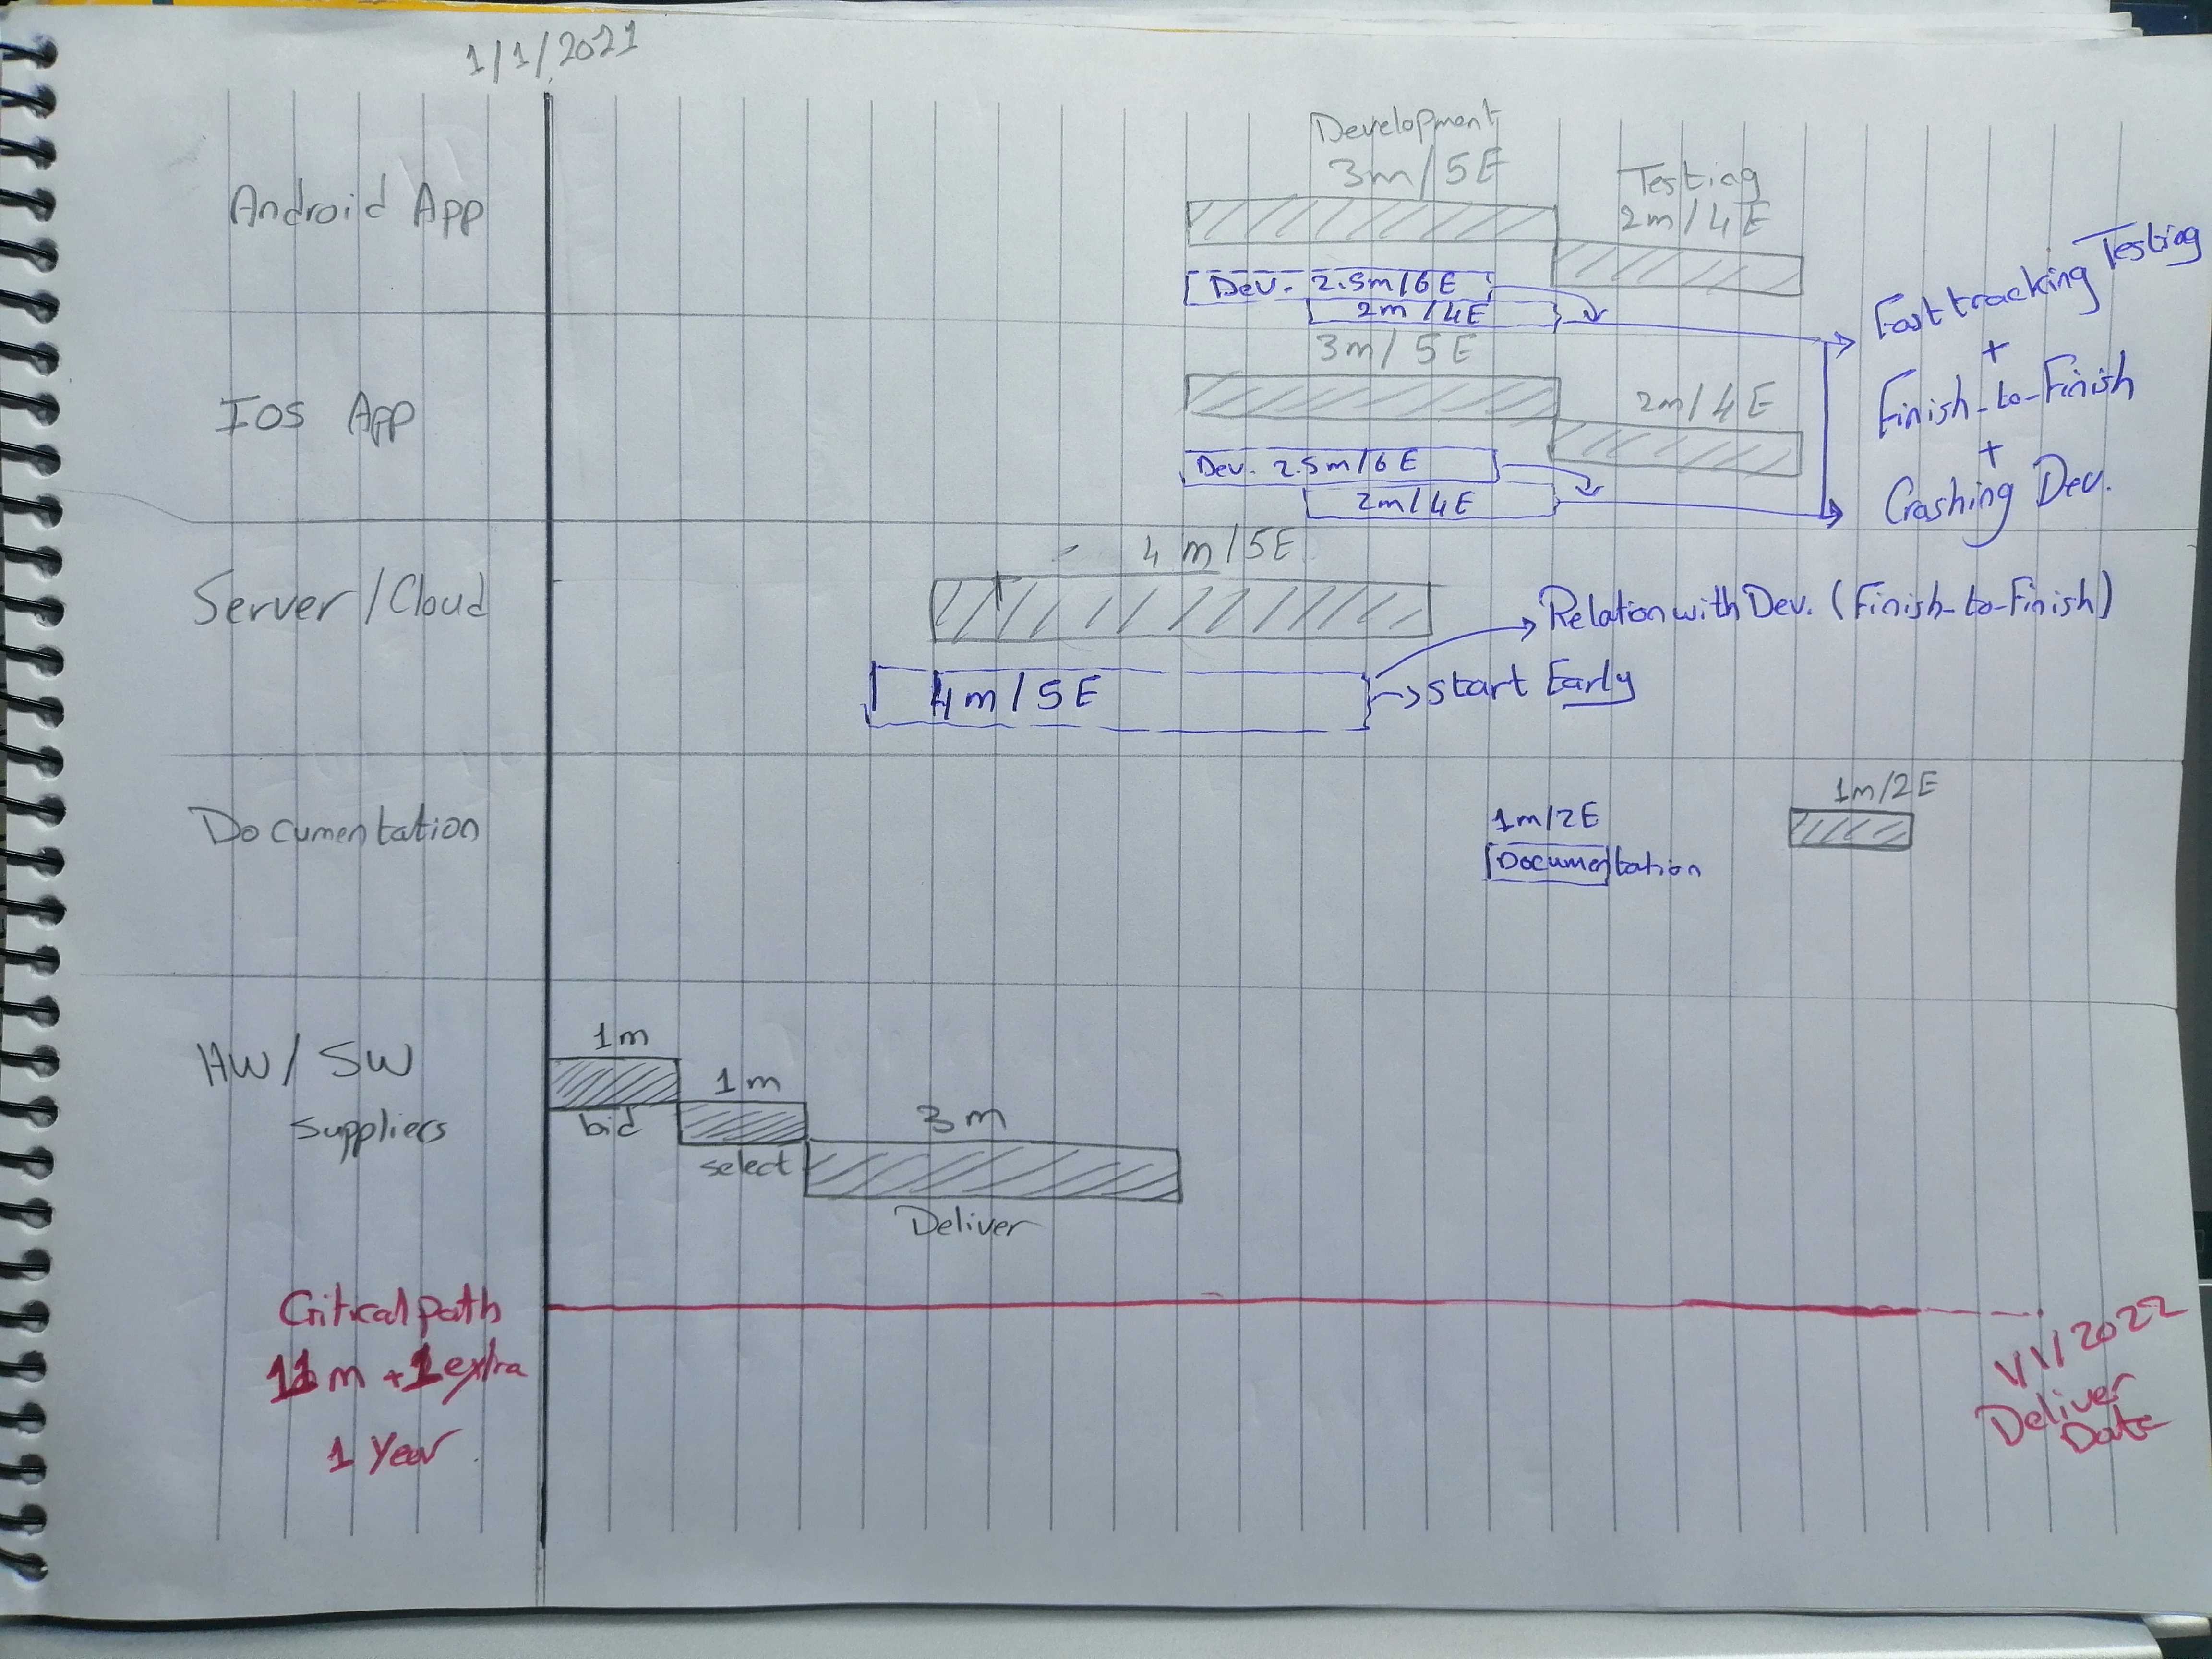 1/1/2021
Development
3m/5E
Testing
2m/4E
Android App
Dev. 2.5m/6E
2m/4E
Fast tracking Testing
+
Finish-to-Finish
+
Crashing Dev.
3m/5E
2m/4E
IOS App
Dev. 2.5m/6E
2m/4E
4m/5E
Server/Cloud
Relation with Dev. (Finish-to-Finish)
4m/5E
start Early
1m/2E
1m/2E
Documentation
Documentation
1m
HW/SW
suppliers
bid
1m
select
3m
Deliver
Critical path
11m + 1 extra
1 Year
1/1/2022
Deliver
Date